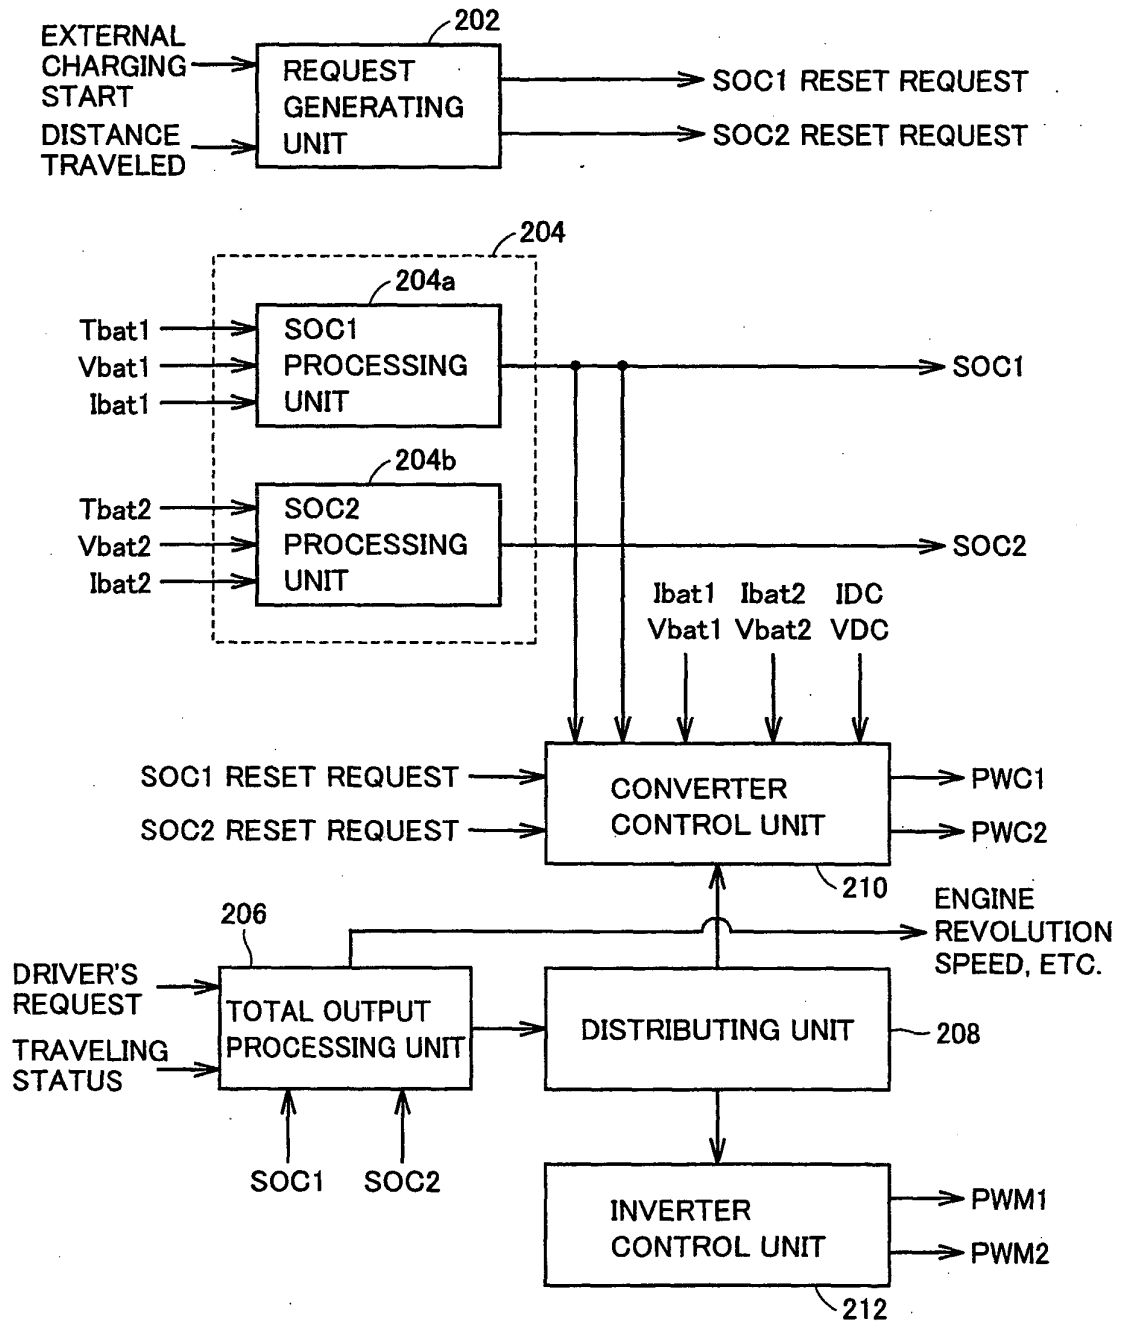 202
EXTERNAL
CHARGING
START
DISTANCE
TRAVELED
REQUEST
GENERATING
UNIT
SOC1 RESET REQUEST
SOC2 RESET REQUEST
204
204a
Tbat1
Vbat1
Ibat1
SOC1
PROCESSING
UNIT
SOC1
204b
Tbat2
Vbat2
Ibat2
SOC2
PROCESSING
UNIT
SOC2
Ibat1
Vbat1
Ibat2
Vbat2
IDC
VDC
SOC1 RESET REQUEST
SOC2 RESET REQUEST
CONVERTER
CONTROL UNIT
PWC1
PWC2
210
206
ENGINE
REVOLUTION
SPEED, ETC.
DRIVER'S
REQUEST
TRAVELING
STATUS
TOTAL OUTPUT
PROCESSING UNIT
DISTRIBUTING UNIT
208
SOC1
SOC2
INVERTER
CONTROL UNIT
PWM1
PWM2
212